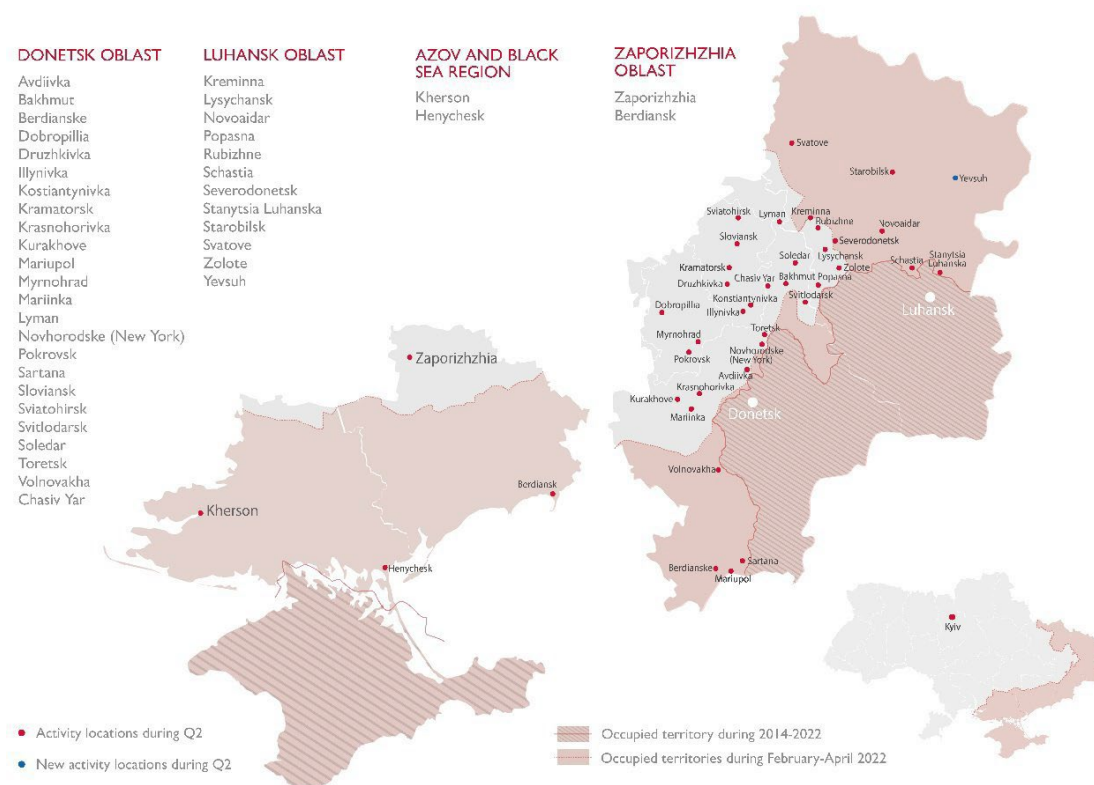 DONETSK OBLAST
Avdiivka
Bakhmut
Berdianske
Dobropillia
Druzhkivka
Illynivka
Kostiantynivka
Kramatorsk
Krasnohorivka
Kurakhove
Mariupol
Myrnohrad
Mariinka
Lyman
Novhorodske (New York)
Pokrovsk
Sartana
Sloviansk
Sviatohirsk
Svitlodarsk
Soledar
Toretsk
Volnovakha
Chasiv Yar
LUHANSK OBLAST
Kreminna
Lysychansk
Novoaidar
Popasna
Rubizhne
Schastia
Severodonetsk
Stanytsia Luhanska
Starobilsk
Svatove
Zolote
Yevsuh
AZOV AND BLACK
SEA REGION
Kherson
Henychesk
ZAPORIZHZHIA
OBLAST
Zaporizhzhia
Berdiansk
Svatove
Starobilsk
Yevsuh
Sviatohirsk
Lyman
Kreminna
Rubizhne
Novoaidar
Sloviansk
Severodonetsk
Lysychansk
Soledar
Kramatorsk
Zolote
Schastia
Stanytsia
Luhanska
Druzhkivka
Chasiv Yar
Bakhmut
Popasna
Svitlodarsk
Luhansk
Dobropillia
Konstiantynivka
Illynivka
Toretsk
Myrnohrad
Pokrovsk
Novhorodske
(New York)
Avdiivka
Krasnohorivka
Kurakhove
Mariinka
Donetsk
Volnovakha
Sartana
Berdianske
Mariupol
Zaporizhzhia
Berdiansk
Kherson
Henychesk
Kyiv
Activity locations during Q2
New activity locations during Q2
Occupied territory during 2014-2022
Occupied territories during February-April 2022